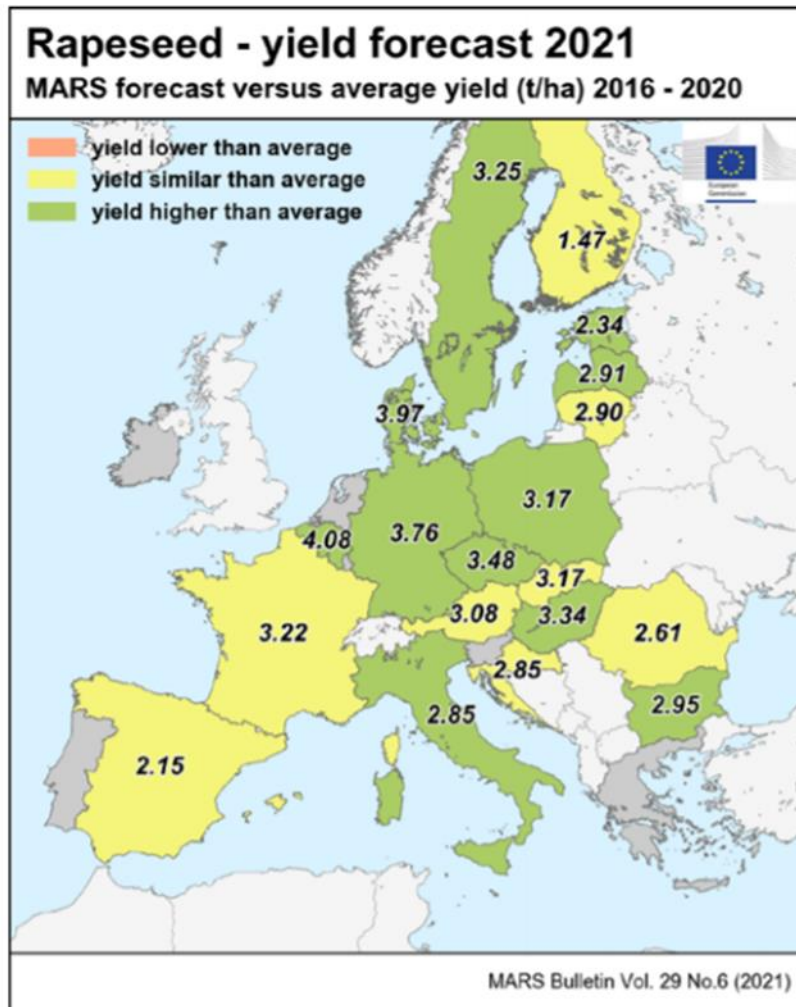 Rapeseed - yield forecast 2021
MARS forecast versus average yield (t/ha) 2016 - 2020
yield lower than average
yield similar than average
yield higher than average
European
Commission
3.25
1.47
2.34
2.91
2.90
3.97
3.17
3.76
4.08
3.48
3.17
3.08
3.34
3.22
2.61
2.85
2.95
2.85
2.15
MARS Bulletin Vol. 29 No.6 (2021)